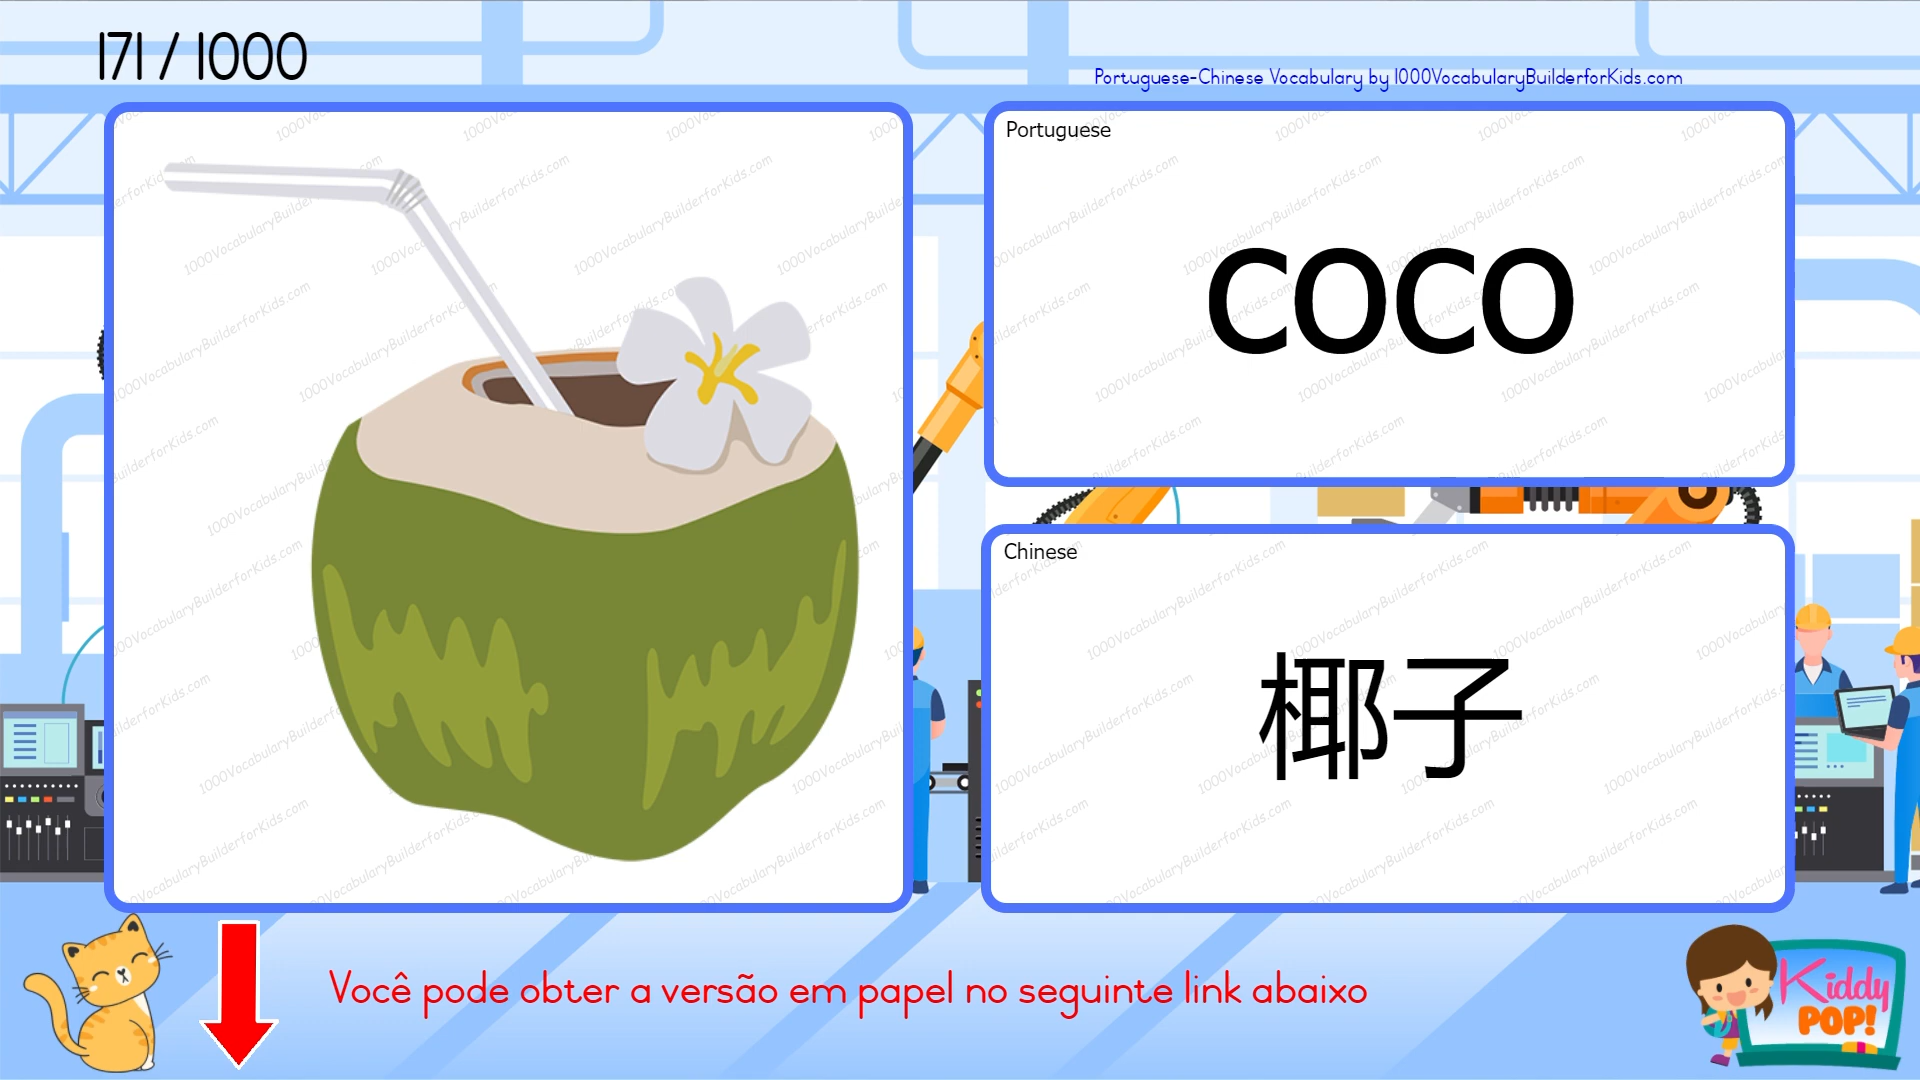 171 / 1000
Portuguese-Chinese Vocabulary by 1000VocabularyBuilderforKids.com
Portuguese
coco
Chinese
椰子
Você pode obter a versão em papel no seguinte link abaixo
Kiddy
POP!